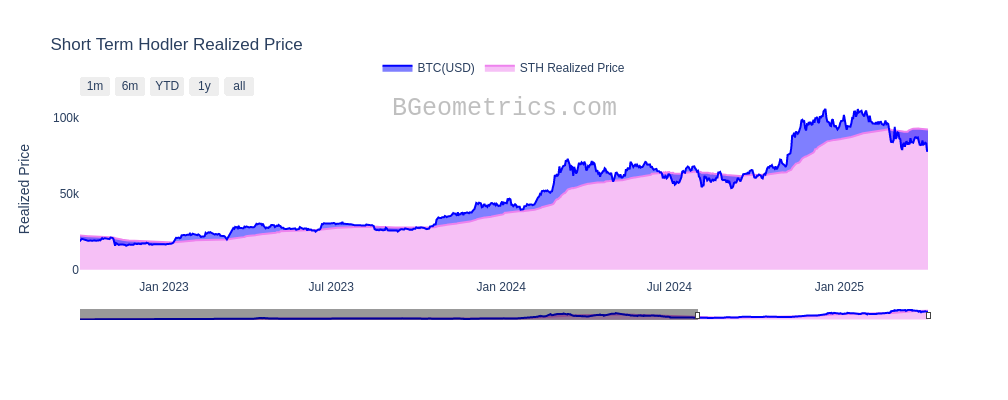 Short Term Hodler Realized Price
BTC(USD) STH Realized Price
1m 6m YTD 1y all
BGeometrics.com
100k
50k
0
Realized Price
Jan 2023 Jul 2023 Jan 2024 Jul 2024 Jan 2025